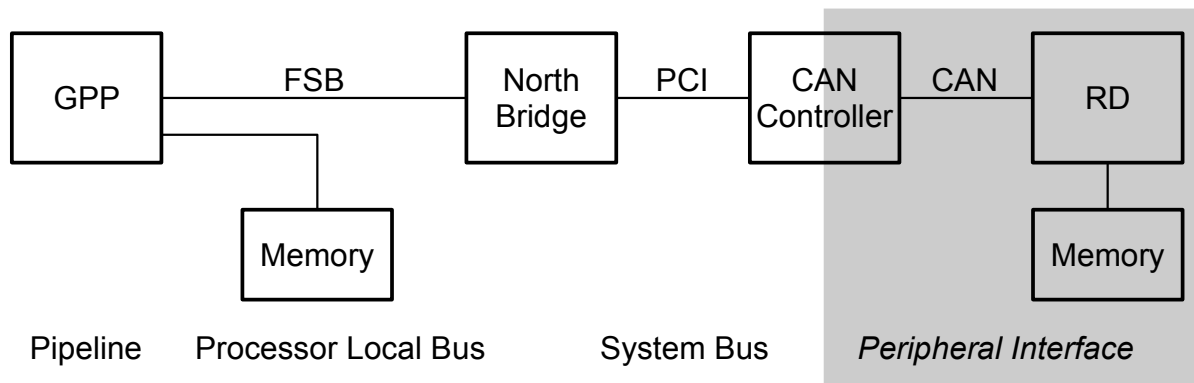 GPP
FSB
North
Bridge
PCI
CAN
Controller
CAN
RD
Memory
Memory
Pipeline
Processor Local Bus
System Bus
Peripheral Interface